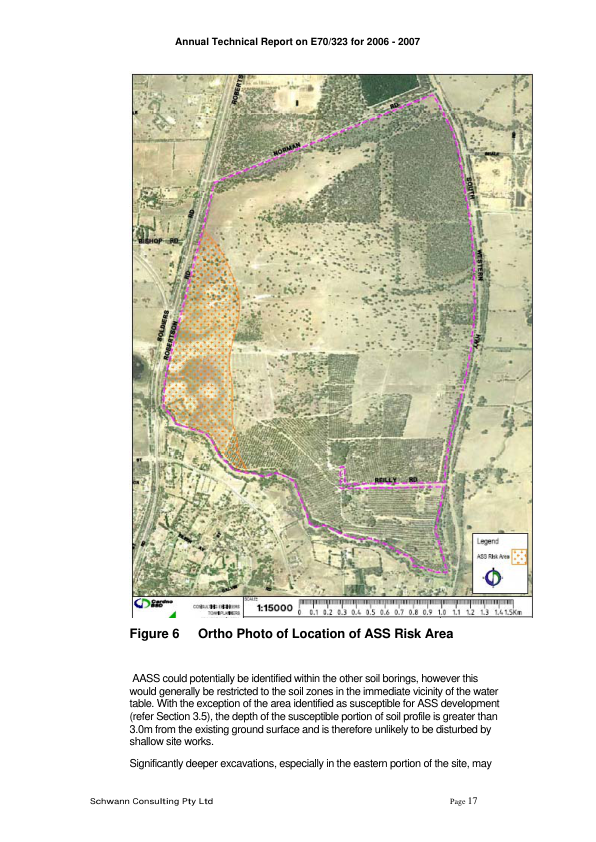 Annual Technical Report on E70/323 for 2006 - 2007
ROBERTS
NORMAN RD
SOUTH
WESTERN
HWY
RD
BISHOP RD
RD
SOLDIERS
ROBERTSON
REILLY RD
Legend
ASS Risk Area
Cardno
BSD
CONSULTING ENGINEERS
TOWN PLANNERS
SCALE:
1:15000
0 0.1 0.2 0.3 0.4 0.5 0.6 0.7 0.8 0.9 1.0 1.1 1.2 1.3 1.4 1.5Km
Figure 6 Ortho Photo of Location of ASS Risk Area
AASS could potentially be identified within the other soil borings, however this
would generally be restricted to the soil zones in the immediate vicinity of the water
table. With the exception of the area identified as susceptible for ASS development
(refer Section 3.5), the depth of the susceptible portion of soil profile is greater than
3.0m from the existing ground surface and is therefore unlikely to be disturbed by
shallow site works.
Significantly deeper excavations, especially in the eastern portion of the site, may
Schwann Consulting Pty Ltd Page 17